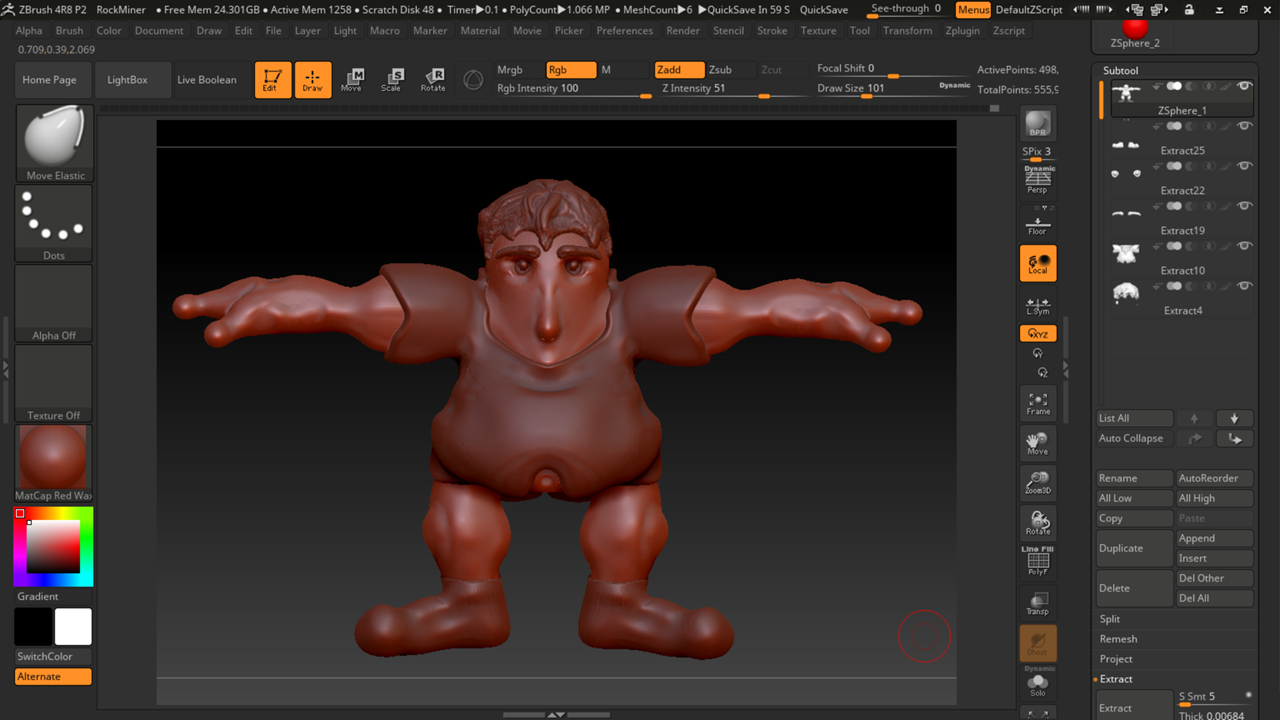 ZBrush 4R8 P2 RockMiner • Free Mem 24.301GB • Active Mem 1258 • Scratch Disk 48 • Timer▶0.1 • PolyCount▶1.066 MP • MeshCount▶6 ▶QuickSave In 59 S QuickSave See-through 0 Menus DefaultZScript
Alpha Brush Color Document Draw Edit File Layer Light Macro Marker Material Movie Picker Preferences Render Stencil Stroke Texture Tool Transform Zplugin Zscript
0.709,0.39,2.069
Home Page LightBox Live Boolean Edit Draw Move Scale Rotate
Mrgb Rgb M Zadd Zsub Zcut Focal Shift 0 ActivePoints: 498,
Rgb Intensity 100 Z Intensity 51 Draw Size 101 Dynamic TotalPoints: 555,9
Move Elastic
Dots
Alpha Off
Texture Off
MatCap Red Wax
Gradient
SwitchColor
Alternate
BPR
SPix 3
Dynamic
Persp
Floor
Local
L.Sym
XYZ
Y
Z
Frame
Move
Zoom3D
Rotate
Line Fill
PolyF
Transp
Ghost
Dynamic
Solo
ZSphere_2
Subtool
ZSphere_1
Extract25
Extract22
Extract19
Extract10
Extract4
List All
Auto Collapse
Rename AutoReorder
All Low All High
Copy Paste
Duplicate Append
Insert
Delete Del Other
Del All
Split
Remesh
Project
Extract
Extract S Smt 5
Thick 0.00684